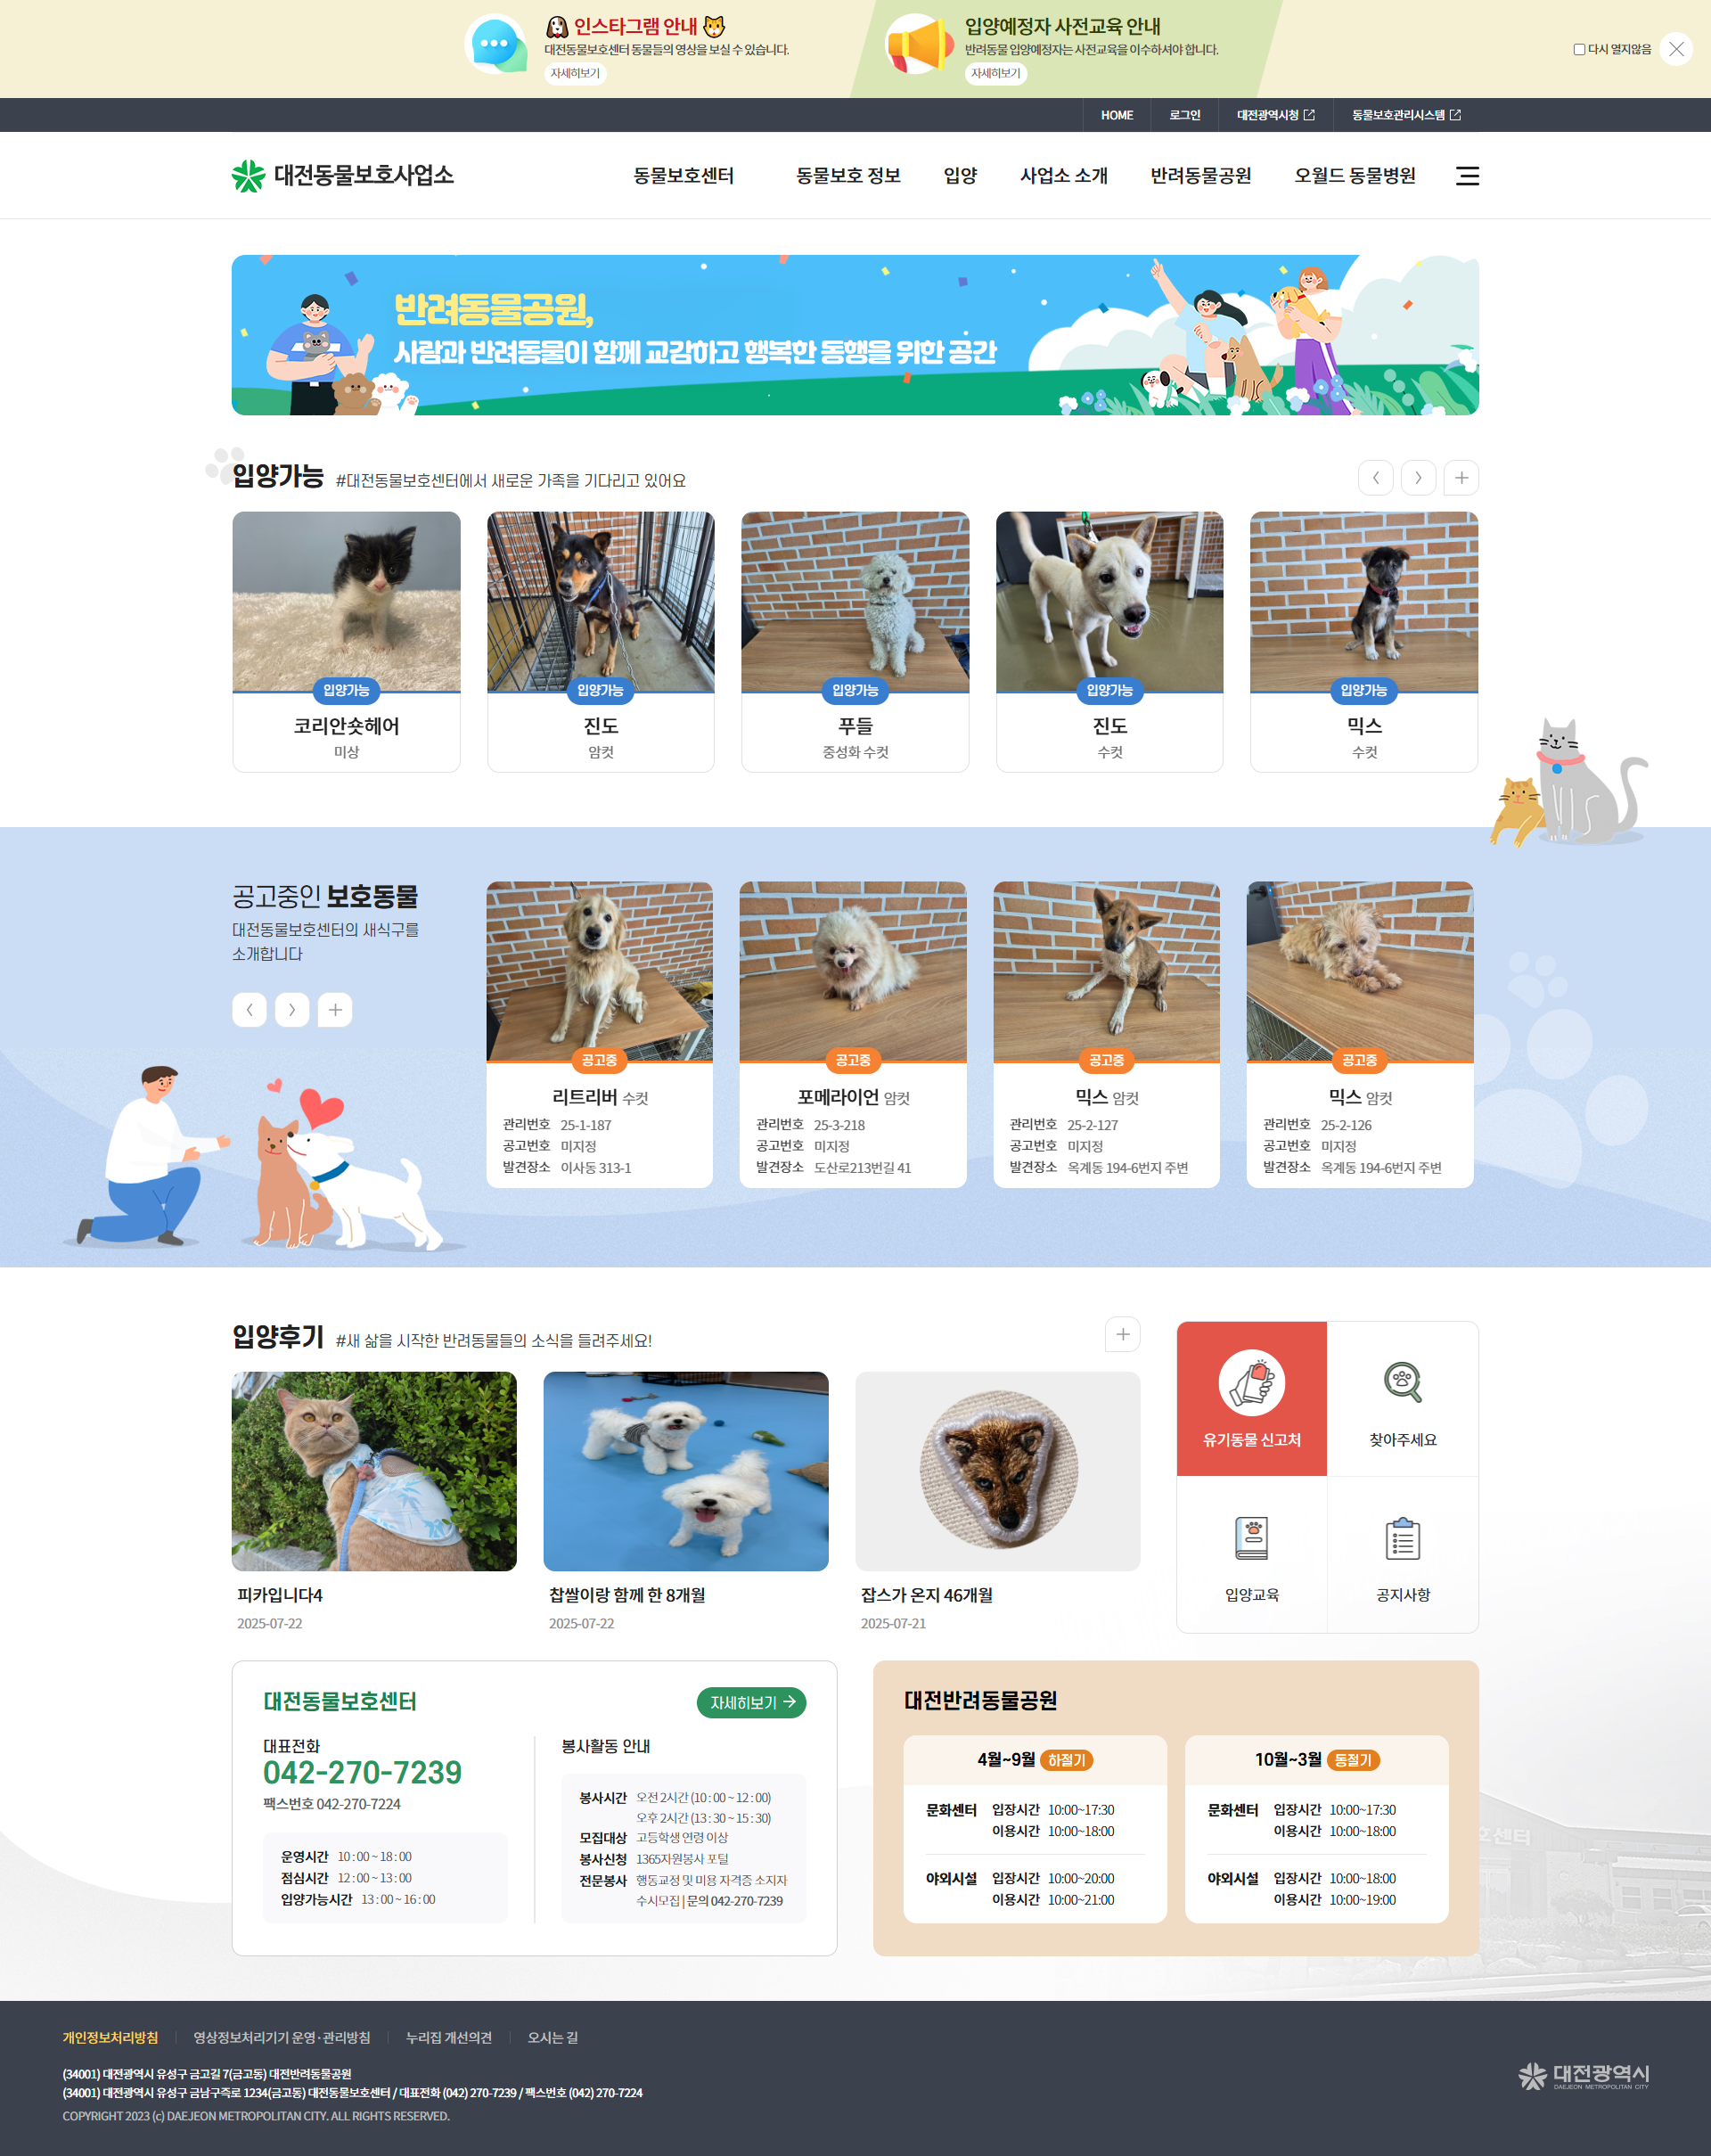 인스타그램 안내
대전동물보호센터 동물들의 영상을 보실 수 있습니다.
자세히보기
입양예정자 사전교육 안내
반려동물 입양예정자는 사전교육을 이수하셔야 합니다.
자세히보기
다시 열지않음
HOME
로그인
대전광역시청
동물보호관리시스템
대전동물보호사업소
동물보호센터
동물보호 정보
입양
사업소 소개
반려동물공원
오월드 동물병원
반려동물공원,
사람과 반려동물이 함께 교감하고 행복한 동행을 위한 공간
입양가능 #대전동물보호센터에서 새로운 가족을 기다리고 있어요
입양가능
코리안숏헤어
미상
입양가능
진도
암컷
입양가능
푸들
중성화 수컷
입양가능
진도
수컷
입양가능
믹스
수컷
공고중인 보호동물
대전동물보호센터의 새식구를
소개합니다
공고중
리트리버 수컷
관리번호 25-1-187
공고번호 미지정
발견장소 이사동 313-1
공고중
포메라이언 암컷
관리번호 25-3-218
공고번호 미지정
발견장소 도산로213번길 41
공고중
믹스 암컷
관리번호 25-2-127
공고번호 미지정
발견장소 옥계동 194-6번지 주변
공고중
믹스 암컷
관리번호 25-2-126
공고번호 미지정
발견장소 옥계동 194-6번지 주변
입양후기 #새 삶을 시작한 반려동물들의 소식을 들려주세요!
피카입니다4
2025-07-22
찹쌀이랑 함께 한 8개월
2025-07-22
잡스가 온지 46개월
2025-07-21
유기동물 신고처
찾아주세요
입양교육
공지사항
대전동물보호센터
자세히보기
대표전화
042-270-7239
팩스번호 042-270-7224
운영시간 10 : 00 ~ 18 : 00
점심시간 12 : 00 ~ 13 : 00
입양가능시간 13 : 00 ~ 16 : 00
봉사활동 안내
봉사시간 오전 2시간 (10 : 00 ~ 12 : 00)
오후 2시간 (13 : 30 ~ 15 : 30)
모집대상 고등학생 연령 이상
봉사신청 1365자원봉사 포털
전문봉사 행동교정 및 미용 자격증 소지자
수시모집 | 문의 042-270-7239
대전반려동물공원
4월~9월 하절기
문화센터 입장시간 10:00~17:30
이용시간 10:00~18:00
야외시설 입장시간 10:00~20:00
이용시간 10:00~21:00
10월~3월 동절기
문화센터 입장시간 10:00~17:30
이용시간 10:00~18:00
야외시설 입장시간 10:00~18:00
이용시간 10:00~19:00
호센터
개인정보처리방침
영상정보처리기기 운영·관리방침
누리집 개선의견
오시는 길
(34001) 대전광역시 유성구 금고길 7(금고동) 대전반려동물공원
(34001) 대전광역시 유성구 금남구즉로 1234(금고동) 대전동물보호센터 / 대표전화 (042) 270-7239 / 팩스번호 (042) 270-7224
COPYRIGHT 2023 (c) DAEJEON METROPOLITAN CITY. ALL RIGHTS RESERVED.
대전광역시
DAEJEON METROPOLITAN CITY